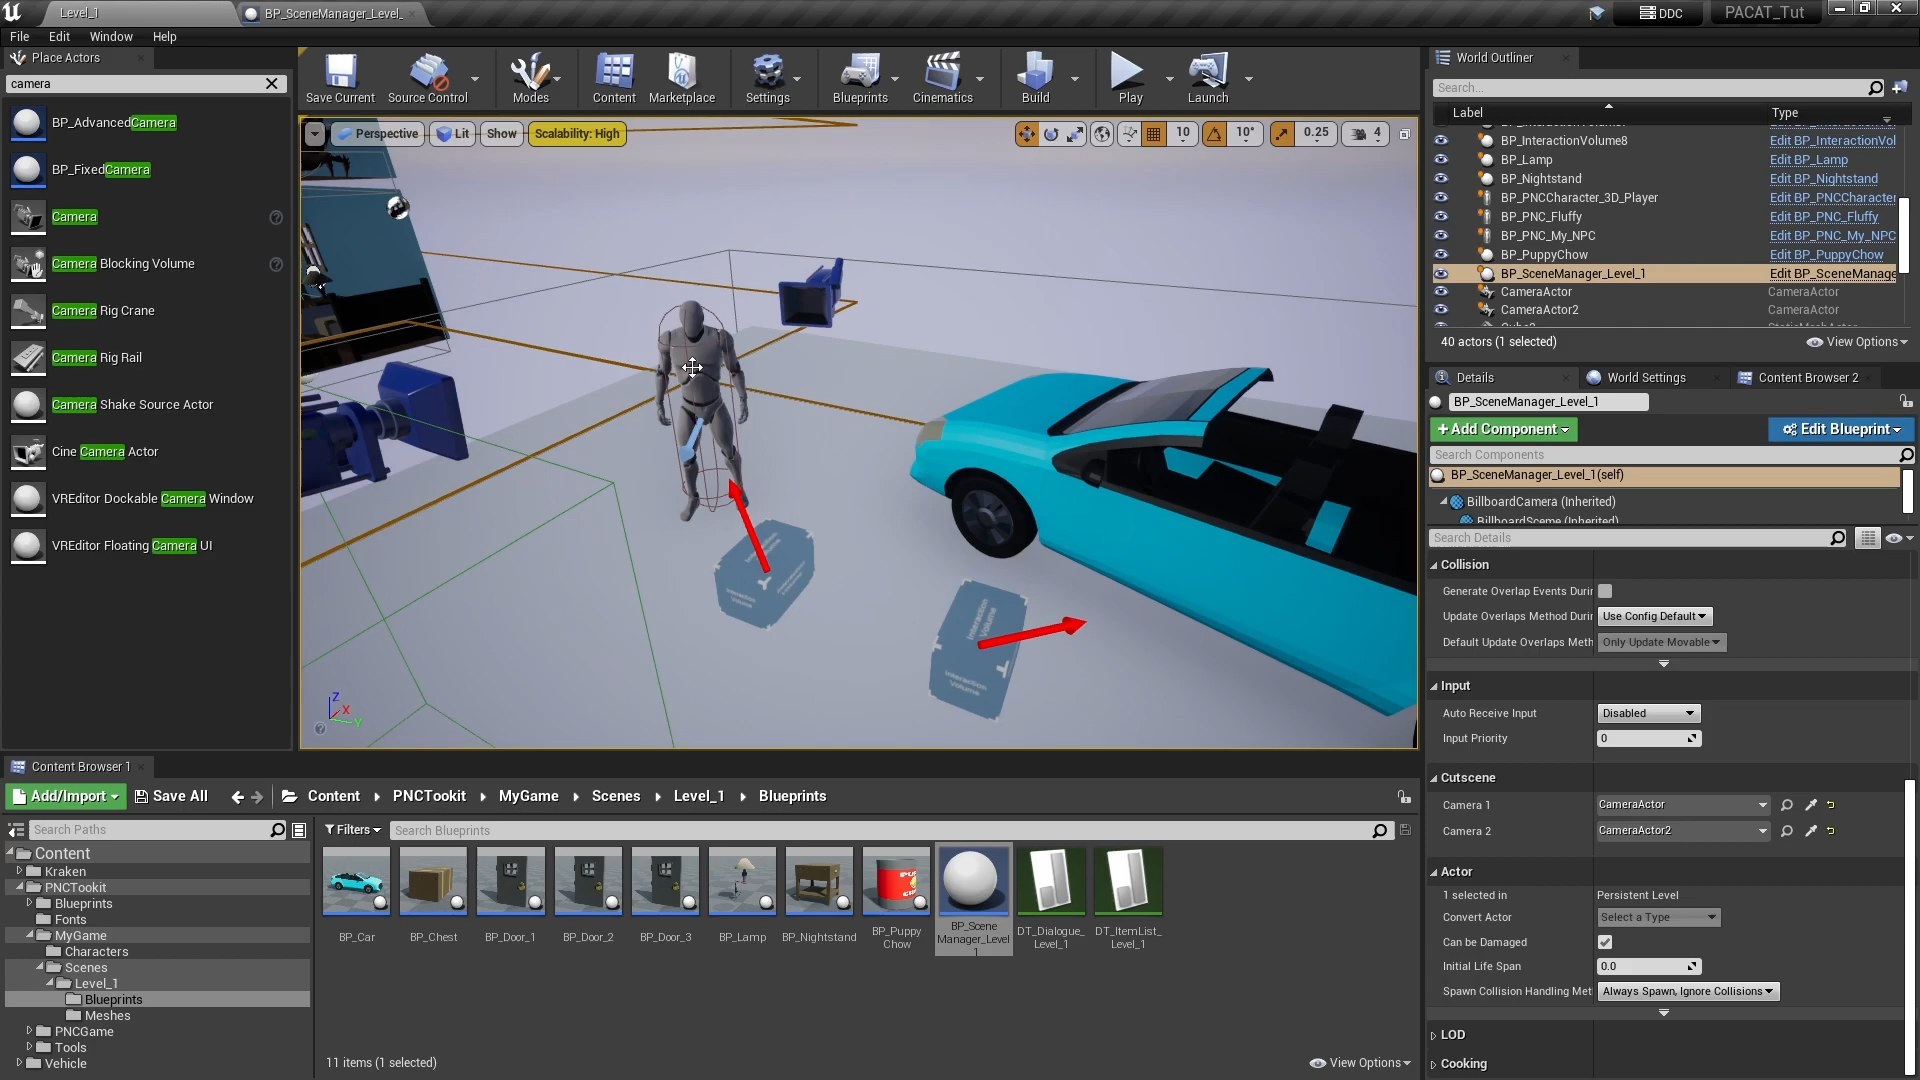 Level_1
BP_SceneManager_Level_
DDC
PACAT_Tut
File
Edit
Window
Help
Place Actors
camera
BP_AdvancedCamera
BP_FixedCamera
Camera
Camera Blocking Volume
Camera Rig Crane
Camera Rig Rail
Camera Shake Source Actor
Cine Camera Actor
VREditor Dockable Camera Window
VREditor Floating Camera UI
Save Current
Source Control
Modes
Content
Marketplace
Settings
Blueprints
Cinematics
Build
Play
Launch
Perspective
Lit
Show
Scalability: High
10
10°
0.25
4
Interaction Volume
Interaction Volume
Interaction Volume
Z
X
Y
World Outliner
Search...
Label
Type
BP_InteractionVolume8
Edit BP_InteractionVol
BP_Lamp
Edit BP_Lamp
BP_Nightstand
Edit BP_Nightstand
BP_PNCCharacter_3D_Player
Edit BP_PNCCharacter
BP_PNC_Fluffy
Edit BP_PNC_Fluffy
BP_PNC_My_NPC
Edit BP_PNC_My_NPC
BP_PuppyChow
Edit BP_PuppyChow
BP_SceneManager_Level_1
Edit BP_SceneManage
CameraActor
CameraActor
CameraActor2
CameraActor
40 actors (1 selected)
View Options
Details
World Settings
Content Browser 2
BP_SceneManager_Level_1
Add Component
Edit Blueprint
Search Components
BP_SceneManager_Level_1(self)
BillboardCamera (Inherited)
BillboardScene (Inherited)
Search Details
Collision
Generate Overlap Events Durin
Update Overlaps Method Durin
Use Config Default
Default Update Overlaps Meth
Only Update Movable
Input
Auto Receive Input
Disabled
Input Priority
0
Cutscene
Camera 1
CameraActor
Camera 2
CameraActor2
Actor
1 selected in
Persistent Level
Convert Actor
Select a Type
Can be Damaged
Initial Life Span
0.0
Spawn Collision Handling Met
Always Spawn, Ignore Collisions
LOD
Cooking
Content Browser 1
Add/Import
Save All
Content
PNCTookit
MyGame
Scenes
Level_1
Blueprints
Search Paths
Filters
Search Blueprints
Content
Kraken
PNCTookit
Blueprints
Fonts
MyGame
Characters
Scenes
Level_1
Blueprints
Meshes
PNCGame
Tools
Vehicle
BP_Car
BP_Chest
BP_Door_1
BP_Door_2
BP_Door_3
BP_Lamp
BP_Nightstand
BP_Puppy
Chow
BP_Scene
Manager_Level
1
DT_Dialogue_
Level_1
DT_ItemList_
Level_1
11 items (1 selected)
View Options